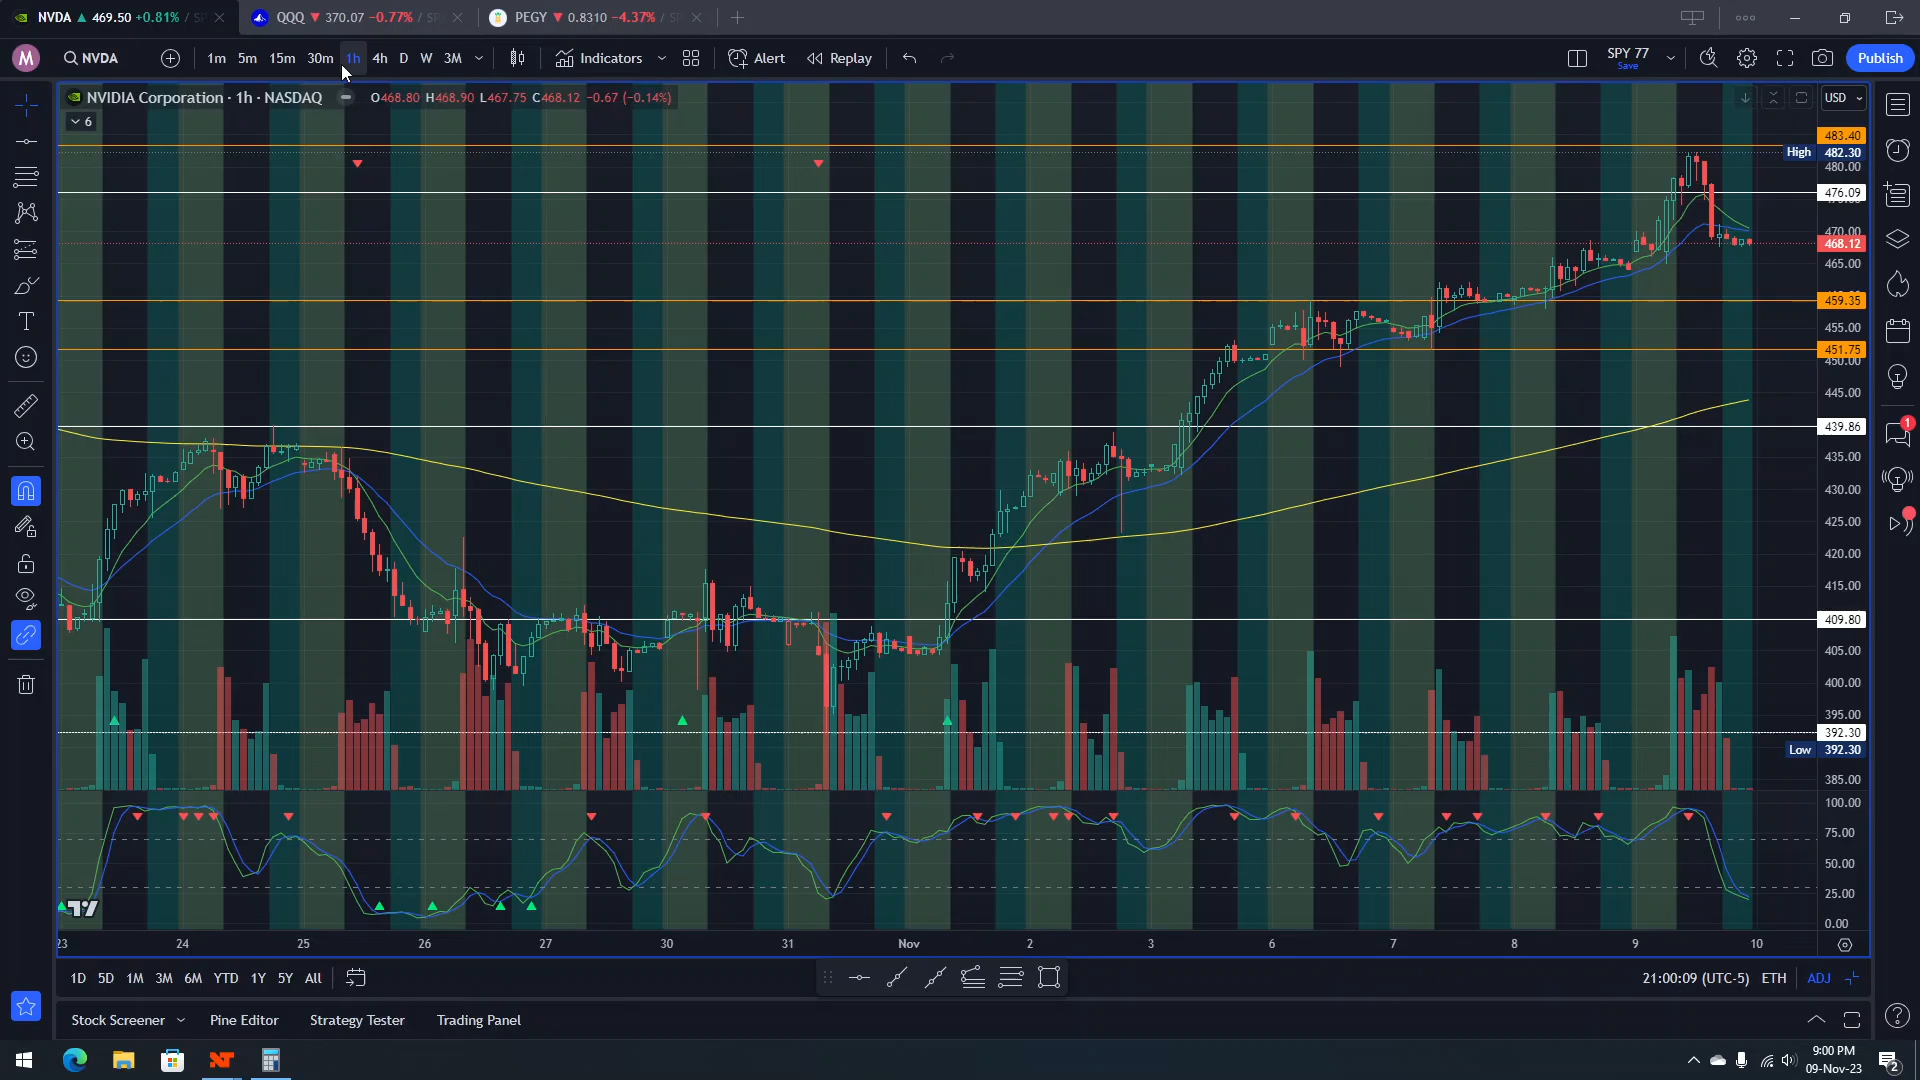 NVDA ▲ 469.50 +0.81% / SP
QQQ ▼ 370.07 −0.77% / SP
PEGY ▼ 0.8310 −4.37% / SP
M
NVDA
1m 5m 15m 30m 1h 4h D W 3M
Indicators
Alert
Replay
SPY 77
Save
Publish
NVIDIA Corporation · 1h · NASDAQ
O468.80 H468.90 L467.75 C468.12 −0.67 (−0.14%)
6
USD
483.40
High 482.30
480.00
476.09
470.00
468.12
465.00
459.35
455.00
451.75
450.00
445.00
439.86
435.00
430.00
425.00
420.00
415.00
409.80
405.00
400.00
395.00
392.30
Low 392.30
385.00
100.00
75.00
50.00
25.00
0.00
23 24 25 26 27 30 31 Nov 2 3 6 7 8 9 10
1D 5D 1M 3M 6M YTD 1Y 5Y All
21:00:09 (UTC-5) ETH ADJ
Stock Screener Pine Editor Strategy Tester Trading Panel
1
9:00 PM
09-Nov-23
2